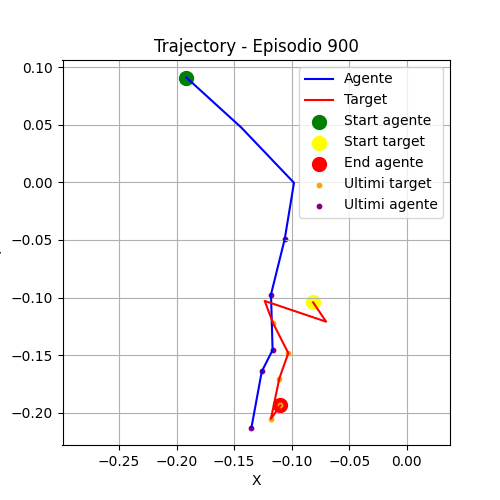 Trajectory - Episodio 900
Agente
Target
Start agente
Start target
End agente
Ultimi target
Ultimi agente
0.10
0.05
0.00
−0.05
−0.10
−0.15
−0.20
−0.25 −0.20 −0.15 −0.10 −0.05 0.00
X